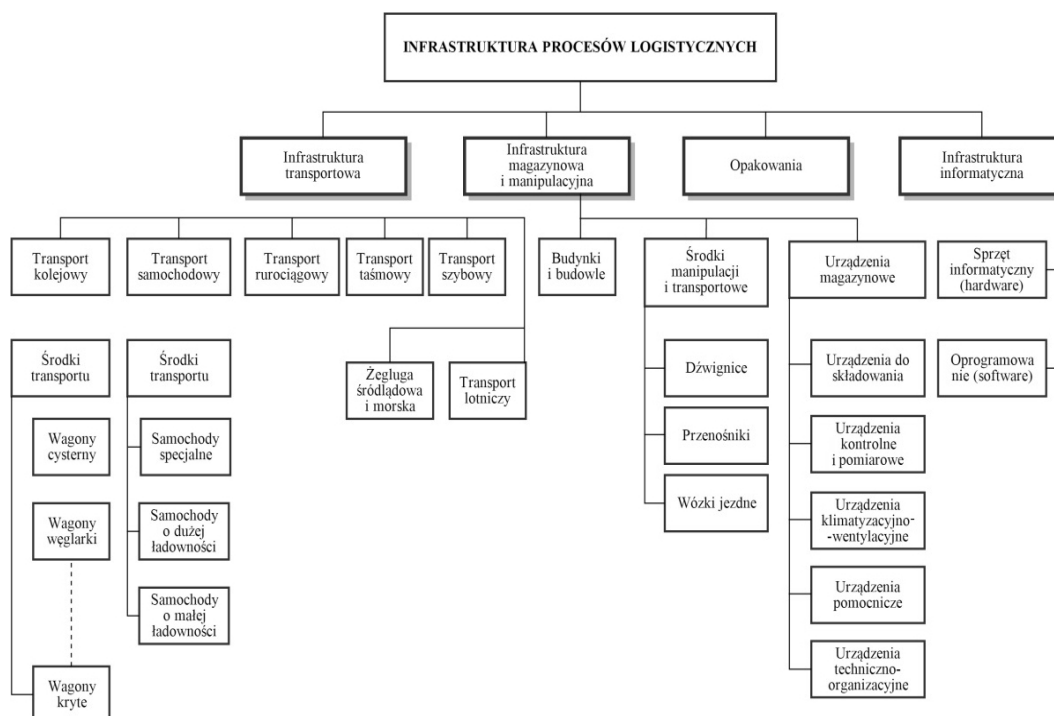 INFRASTRUKTURA PROCESÓW LOGISTYCZNYCH
Infrastruktura
transportowa
Infrastruktura
magazynowa
i manipulacyjna
Opakowania
Infrastruktura
informatyczna
Transport
kolejowy
Transport
samochodowy
Transport
rurociągowy
Transport
taśmowy
Transport
szybowy
Budynki
i budowle
Środki
manipulacji
i transportowe
Urządzenia
magazynowe
Sprzęt
informatyczny
(hardware)
Środki
transportu
Środki
transportu
Żegluga
śródlądowa
i morska
Transport
lotniczy
Dźwignice
Urządzenia do
składowania
Oprogramowa
nie (software)
Wagony
cysterny
Samochody
specjalne
Przenośniki
Urządzenia
kontrolne
i pomiarowe
Wagony
węglarki
Samochody
o dużej
ładowności
Wózki jezdne
Urządzenia
klimatyzacyjno-
-wentylacyjne
Samochody
o małej
ładowności
Urządzenia
pomocnicze
Wagony
kryte
Urządzenia
techniczno-
organizacyjne